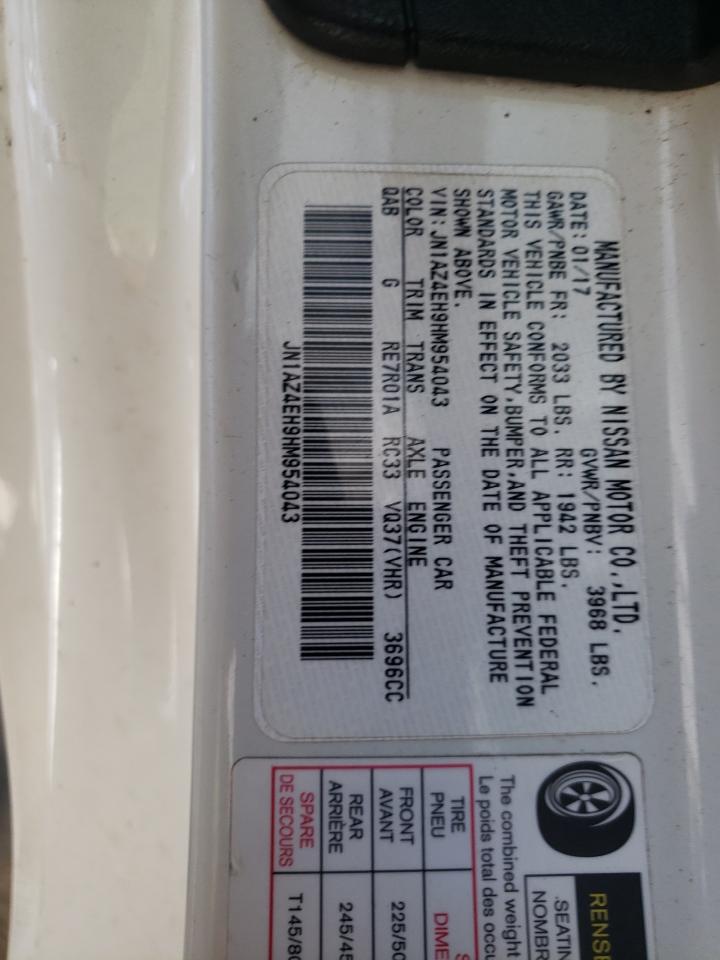 MANUFACTURED BY NISSAN MOTOR CO.,LTD.
DATE: 01/17 GVWR/PNBV: 3968 LBS.
GAWR/PNBE FR: 2033 LBS. RR: 1942 LBS.
THIS VEHICLE CONFORMS TO ALL APPLICABLE FEDERAL
MOTOR VEHICLE SAFETY,BUMPER,AND THEFT PREVENTION
STANDARDS IN EFFECT ON THE DATE OF MANUFACTURE
SHOWN ABOVE.
VIN:JN1AZ4EH9HM954043 PASSENGER CAR
COLOR TRIM TRANS AXLE ENGINE
QAB G RE7R01A RC33 VQ37(VHR) 3696CC
JN1AZ4EH9HM954043
The combined weight
Le poids total des
TIRE
PNEU
FRONT
AVANT
225/50
REAR
ARRIÈRE
245/45
SPARE
DE SECOURS